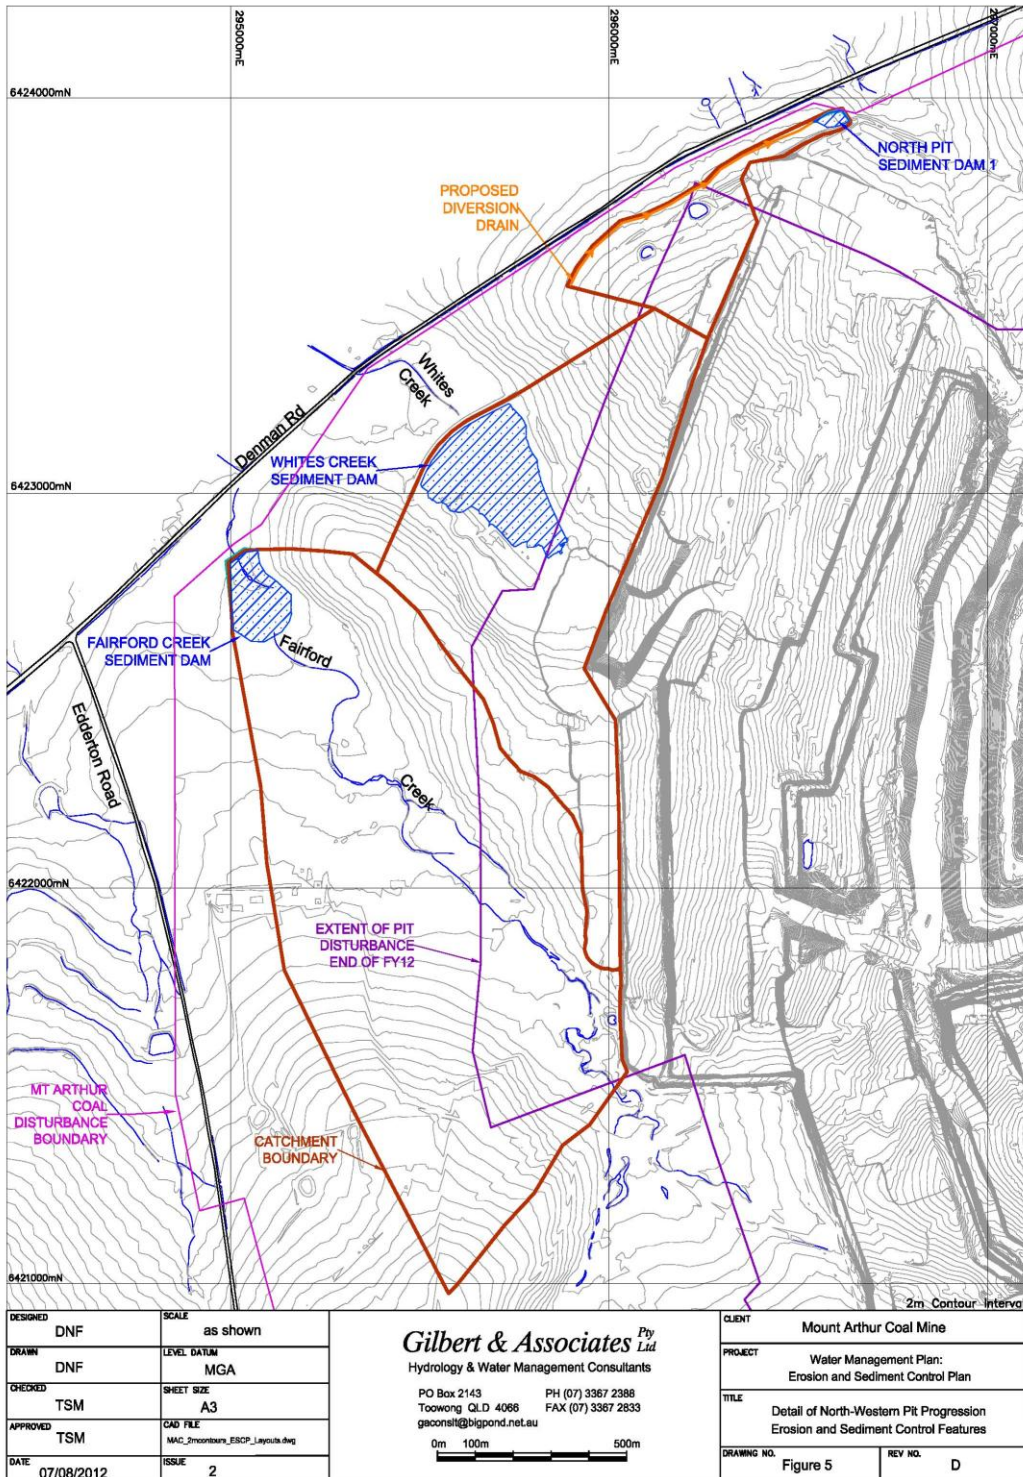 295000mE
296000mE
297000mE
6424000mN
NORTH PIT
SEDIMENT DAM 1
PROPOSED
DIVERSION
DRAIN
Whites
Creek
Denman Rd
WHITES CREEK
SEDIMENT DAM
6423000mN
FAIRFORD CREEK
SEDIMENT DAM
Fairford
Creek
Edderton Road
6422000mN
EXTENT OF PIT
DISTURBANCE
END OF FY12
MT ARTHUR
COAL
DISTURBANCE
BOUNDARY
CATCHMENT
BOUNDARY
6421000mN
2m Contour Interva
DESIGNED
DNF
SCALE
as shown
DRAWN
DNF
LEVEL DATUM
MGA
CHECKED
TSM
SHEET SIZE
A3
APPROVED
TSM
CAD FILE
MAC_2mcontours_ESCP_Layouts.dwg
DATE
07/08/2012
ISSUE
2
Gilbert & Associates Pty Ltd
Hydrology & Water Management Consultants
PO Box 2143 PH (07) 3367 2388
Toowong QLD 4066 FAX (07) 3367 2833
gaconslt@bigpond.net.au
0m 100m 500m
CLIENT
Mount Arthur Coal Mine
PROJECT
Water Management Plan:
Erosion and Sediment Control Plan
TITLE
Detail of North-Western Pit Progression
Erosion and Sediment Control Features
DRAWING NO.
Figure 5
REV NO.
D